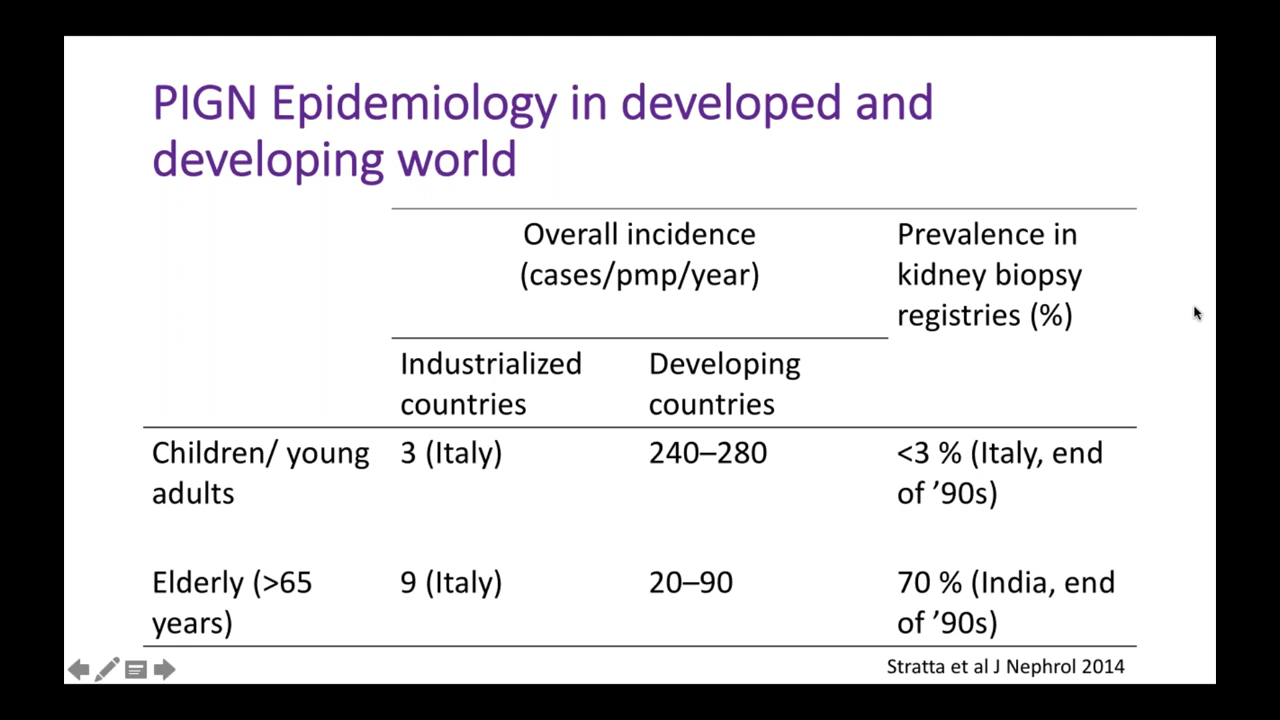 PIGN Epidemiology in developed and
developing world
Overall incidence
(cases/pmp/year)
Prevalence in
kidney biopsy
registries (%)
Industrialized
countries
Developing
countries
Children/ young
adults
3 (Italy)
240–280
<3 % (Italy, end
of ’90s)
Elderly (>65
years)
9 (Italy)
20–90
70 % (India, end
of ’90s)
Stratta et al J Nephrol 2014